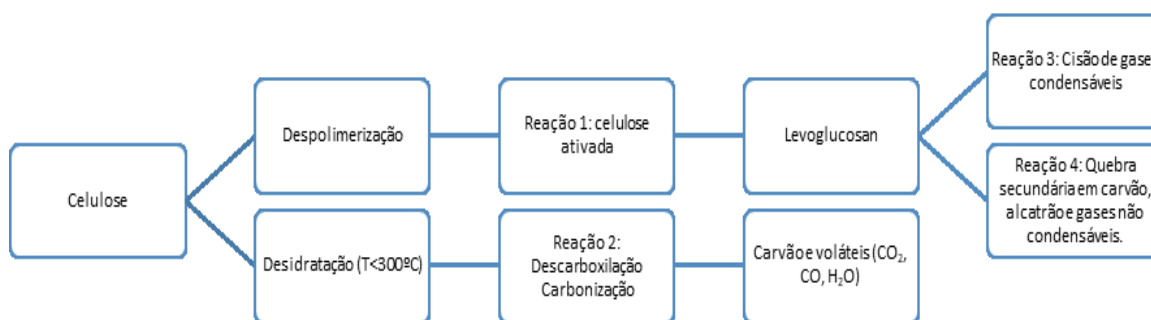 Celulose
Despolimerização
Reação 1: celulose
ativada
Levoglucosan
Reação 3: Cisão de gase
condensáveis
Reação 4: Quebra
secundária em carvão,
alcatrão e gases não
condensáveis.
Desidratação (T<300ºC)
Reação 2:
Descarboxilação
Carbonização
Carvão e voláteis (CO₂,
CO, H₂O)